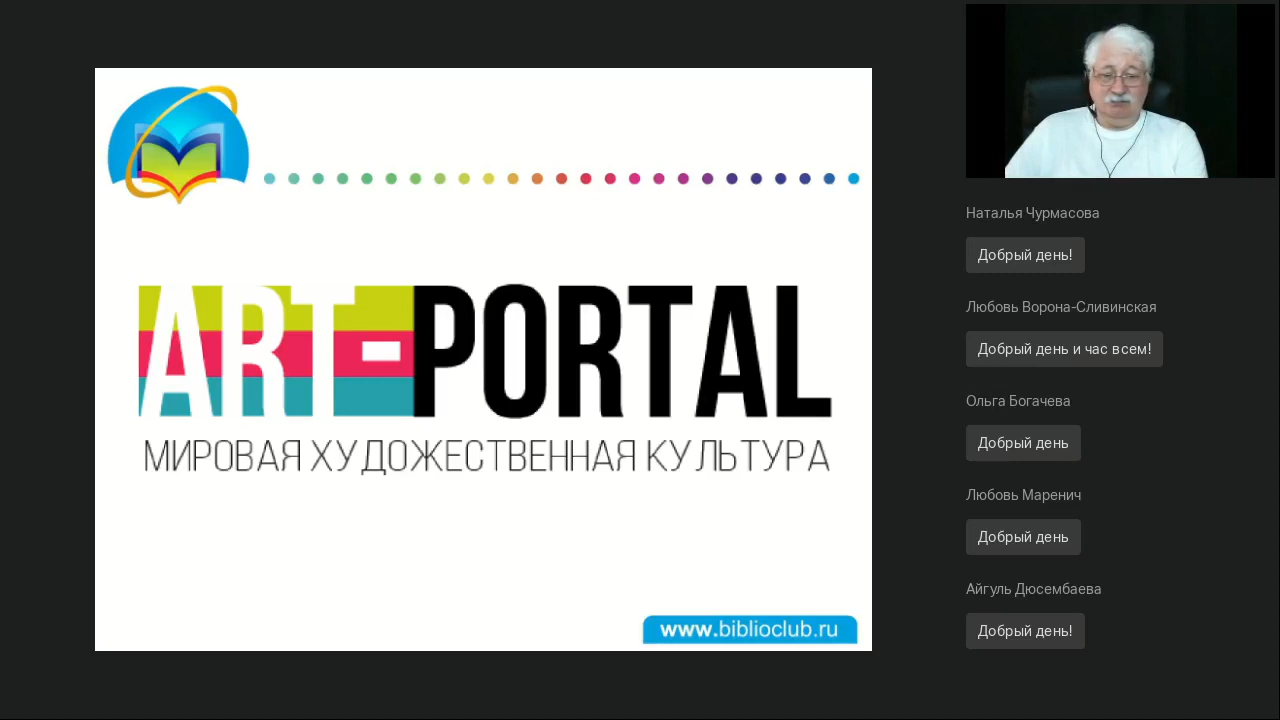 ART-PORTAL
МИРОВАЯ ХУДОЖЕСТВЕННАЯ КУЛЬТУРА
www.biblioclub.ru
Наталья Чурмасова
Добрый день!
Любовь Ворона-Сливинская
Добрый день и час всем!
Ольга Богачева
Добрый день
Любовь Маренич
Добрый день
Айгуль Дюсембаева
Добрый день!